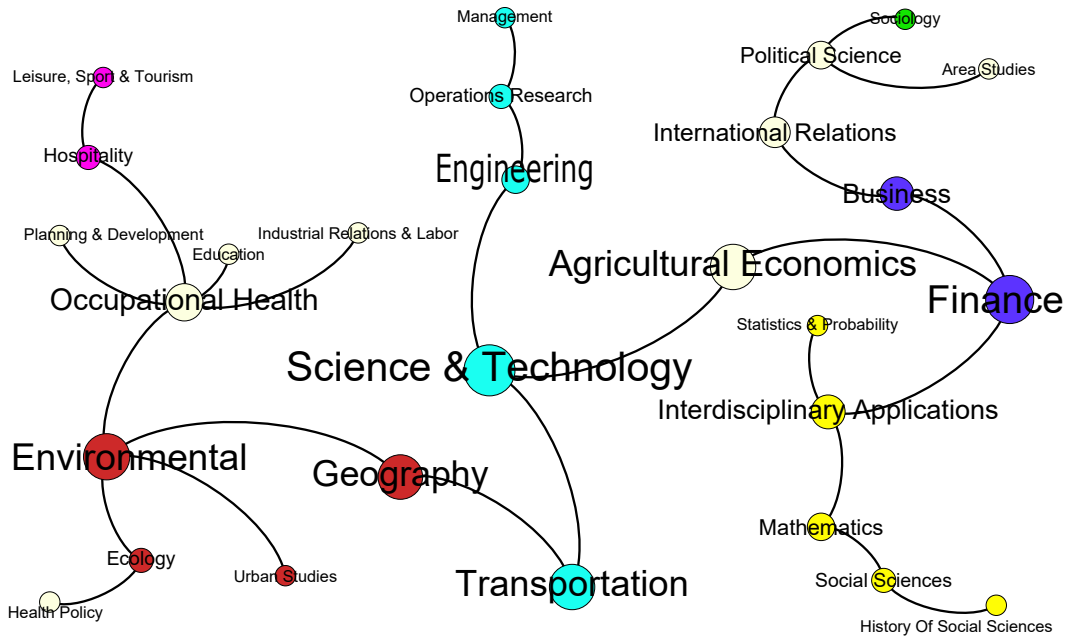 Management
Sociology
Political Science
Area Studies
Leisure, Sport & Tourism
Operations Research
International Relations
Hospitality
Engineering
Business
Planning & Development
Education
Industrial Relations & Labor
Agricultural Economics
Occupational Health
Finance
Statistics & Probability
Science & Technology
Interdisciplinary Applications
Environmental
Geography
Mathematics
Ecology
Urban Studies
Transportation
Social Sciences
Health Policy
History Of Social Sciences